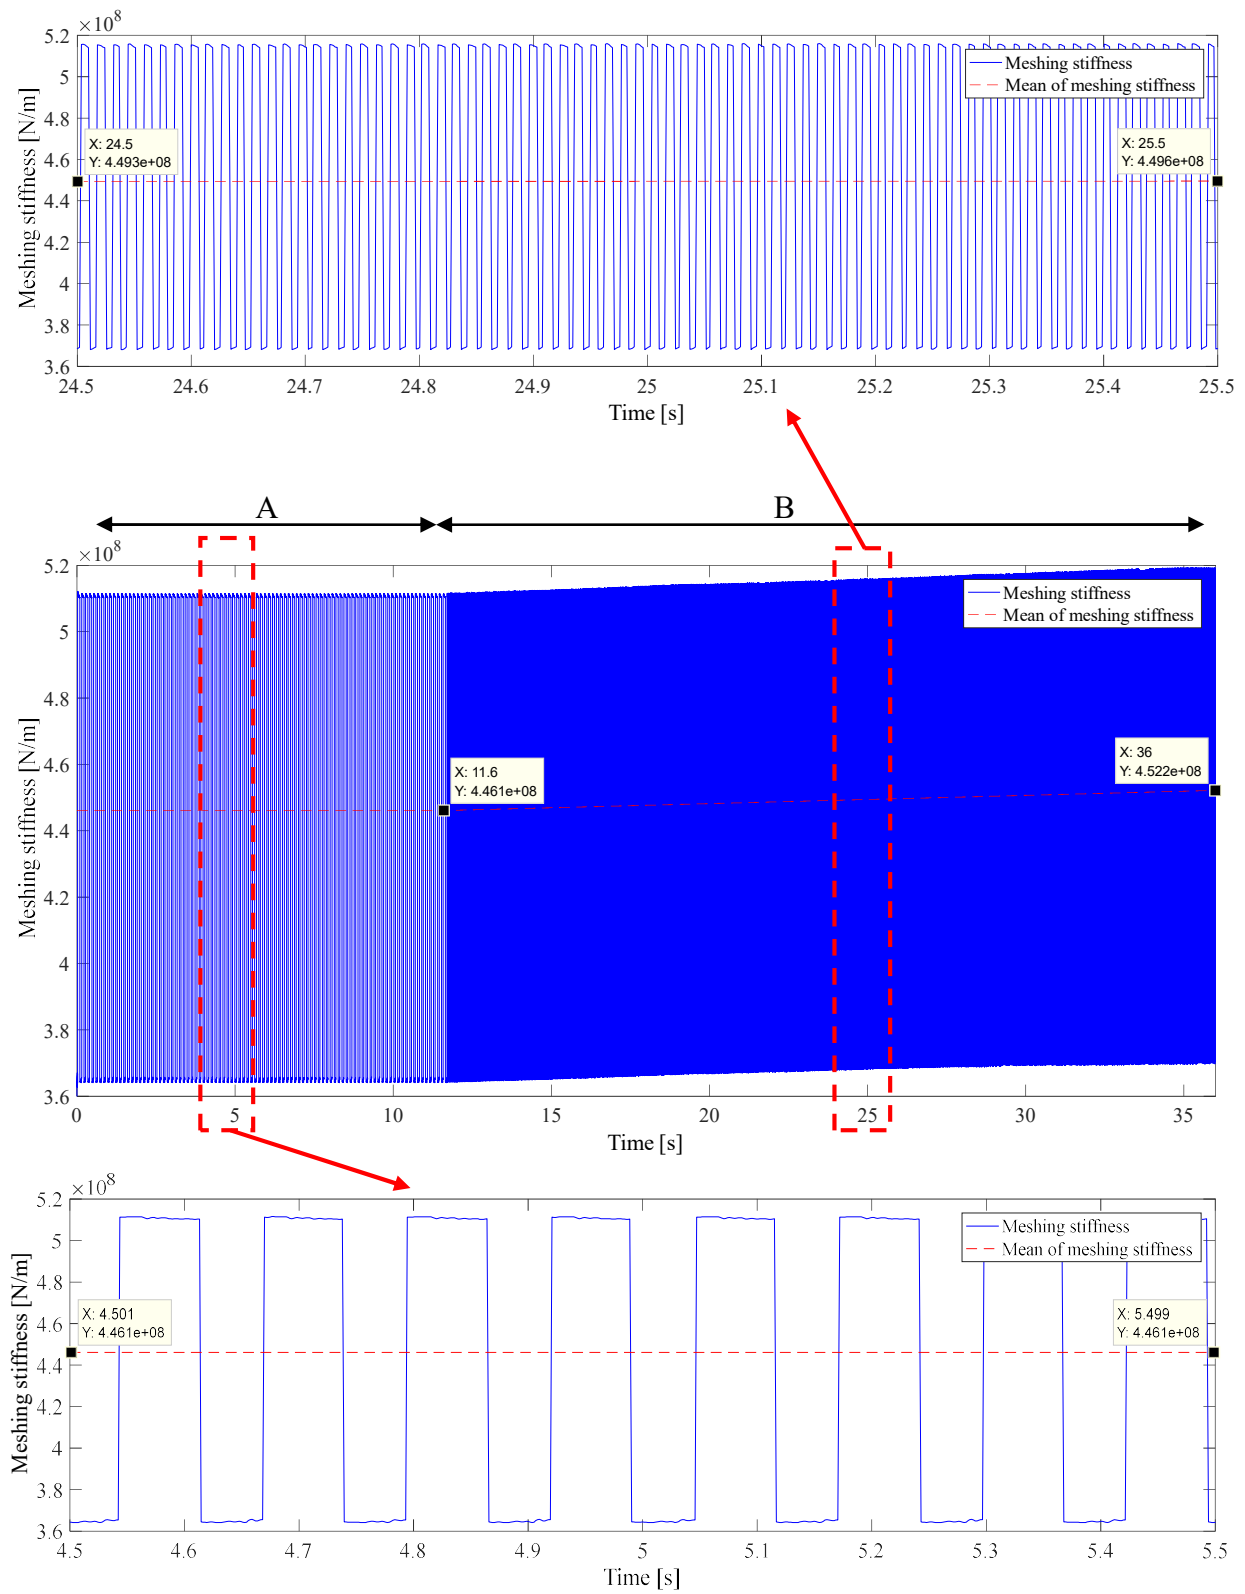 ×10⁸
5.2
5
4.8
4.6
4.4
4.2
4
3.8
3.6
Meshing stiffness [N/m]
Meshing stiffness
Mean of meshing stiffness
X: 24.5
Y: 4.493e+08
X: 25.5
Y: 4.496e+08
24.5 24.6 24.7 24.8 24.9 25 25.1 25.2 25.3 25.4 25.5
Time [s]
A B
×10⁸
5.2
5
4.8
4.6
4.4
4.2
4
3.8
3.6
Meshing stiffness [N/m]
Meshing stiffness
Mean of meshing stiffness
X: 11.6
Y: 4.461e+08
X: 36
Y: 4.522e+08
0 5 10 15 20 25 30 35
Time [s]
×10⁸
5.2
5
4.8
4.6
4.4
4.2
4
3.8
3.6
Meshing stiffness [N/m]
Meshing stiffness
Mean of meshing stiffness
X: 4.501
Y: 4.461e+08
X: 5.499
Y: 4.461e+08
4.5 4.6 4.7 4.8 4.9 5 5.1 5.2 5.3 5.4 5.5
Time [s]